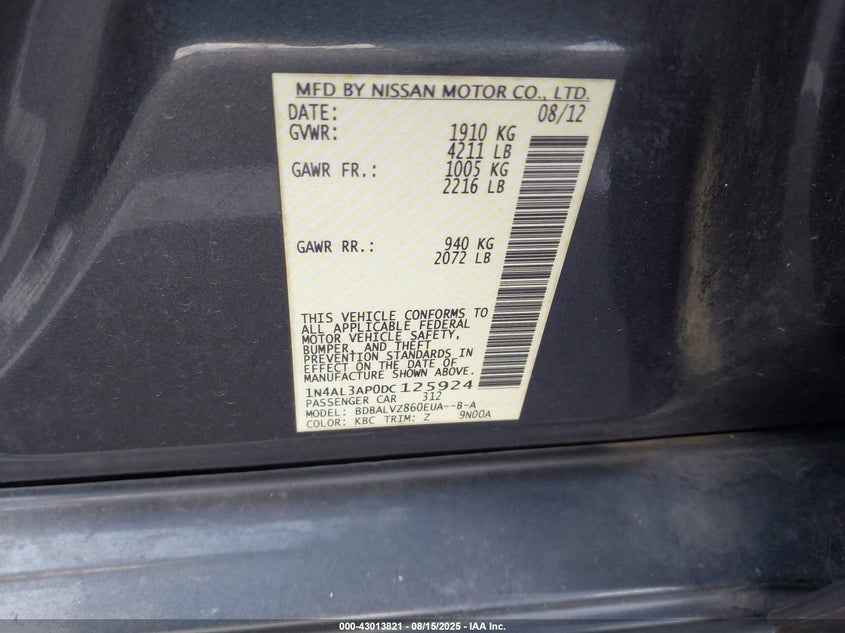 MFD BY NISSAN MOTOR CO., LTD.
DATE: 08/12
GVWR: 1910 KG
4211 LB
GAWR FR.: 1005 KG
2216 LB
GAWR RR.: 940 KG
2072 LB
THIS VEHICLE CONFORMS TO
ALL APPLICABLE FEDERAL
MOTOR VEHICLE SAFETY,
BUMPER, AND THEFT
PREVENTION STANDARDS IN
EFFECT ON THE DATE OF
MANUFACTURE SHOWN ABOVE.
1N4AL3AP0DC125924
PASSENGER CAR 312
MODEL: BDBALVZ860EUA--B-A
COLOR: KBC TRIM: Z 9N00A
000-43013821 - 08/15/2025 - IAA Inc.